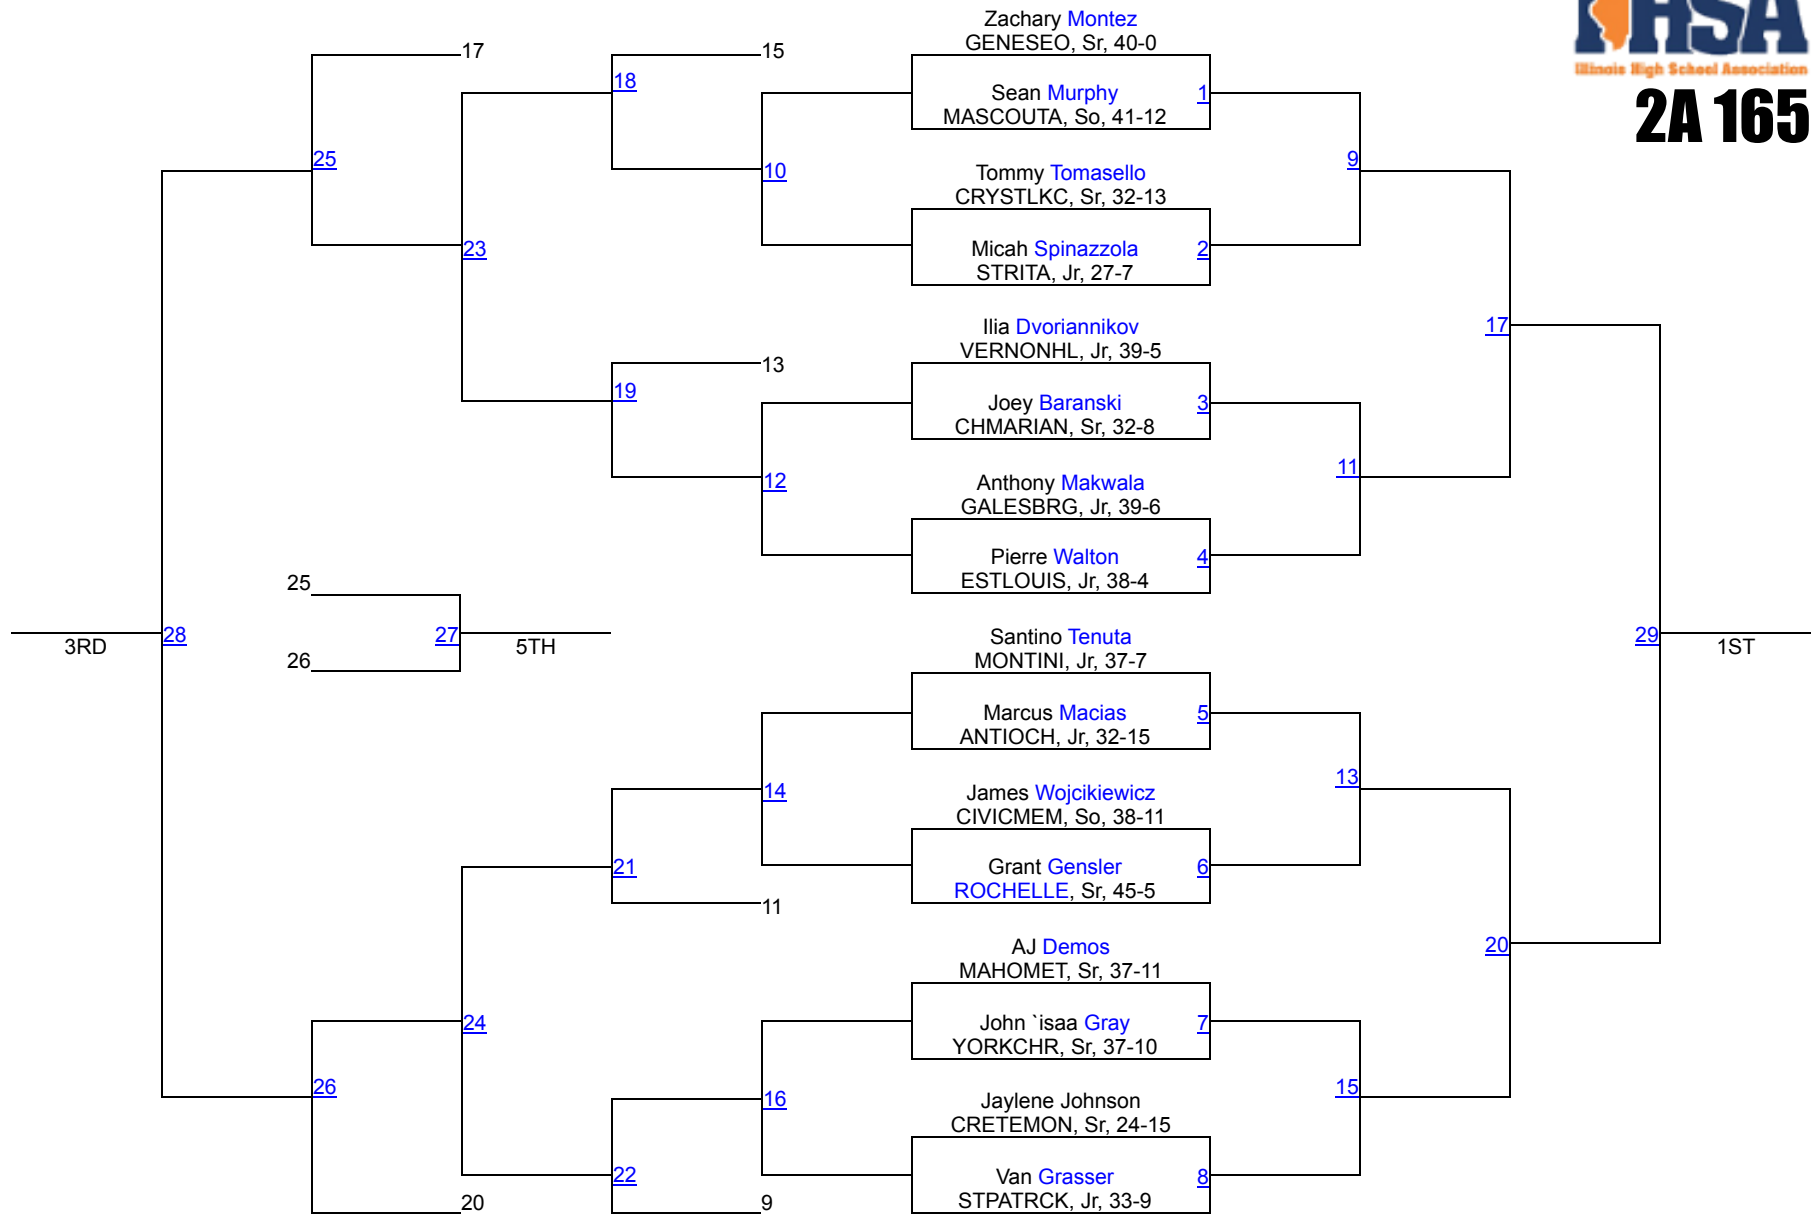 IHSA
Illinois High School Association
2A 165
Zachary Montez
GENESEO, Sr, 40-0
Sean Murphy 1
MASCOUTA, So, 41-12
Tommy Tomasello
CRYSTLKC, Sr, 32-13
Micah Spinazzola 2
STRITA, Jr, 27-7
Ilia Dvoriannikov
VERNONHL, Jr, 39-5
Joey Baranski 3
CHMARIAN, Sr, 32-8
Anthony Makwala
GALESBRG, Jr, 39-6
Pierre Walton 4
ESTLOUIS, Jr, 38-4
Santino Tenuta
MONTINI, Jr, 37-7
Marcus Macias 5
ANTIOCH, Jr, 32-15
James Wojcikiewicz
CIVICMEM, So, 38-11
Grant Gensler 6
ROCHELLE, Sr, 45-5
AJ Demos
MAHOMET, Sr, 37-11
John `isaa Gray 7
YORKCHR, Sr, 37-10
Jaylene Johnson
CRETEMON, Sr, 24-15
Van Grasser 8
STPATRCK, Jr, 33-9
9
11
13
15
17
20
29
1ST
10
12
14
16
15
18
13
19
21
11
22
9
23
24
17
25
26
20
28
3RD
25
26
27
5TH